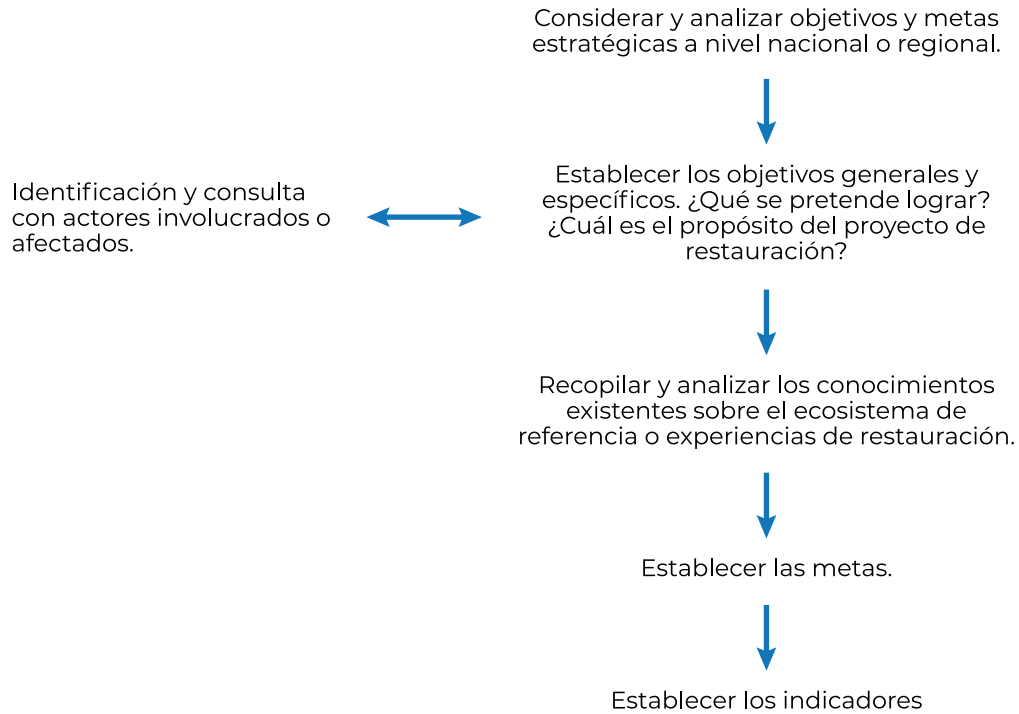 Considerar y analizar objetivos y metas
estratégicas a nivel nacional o regional.
Identificación y consulta
con actores involucrados o
afectados.
Establecer los objetivos generales y
específicos. ¿Qué se pretende lograr?
¿Cuál es el propósito del proyecto de
restauración?
Recopilar y analizar los conocimientos
existentes sobre el ecosistema de
referencia o experiencias de restauración.
Establecer las metas.
Establecer los indicadores